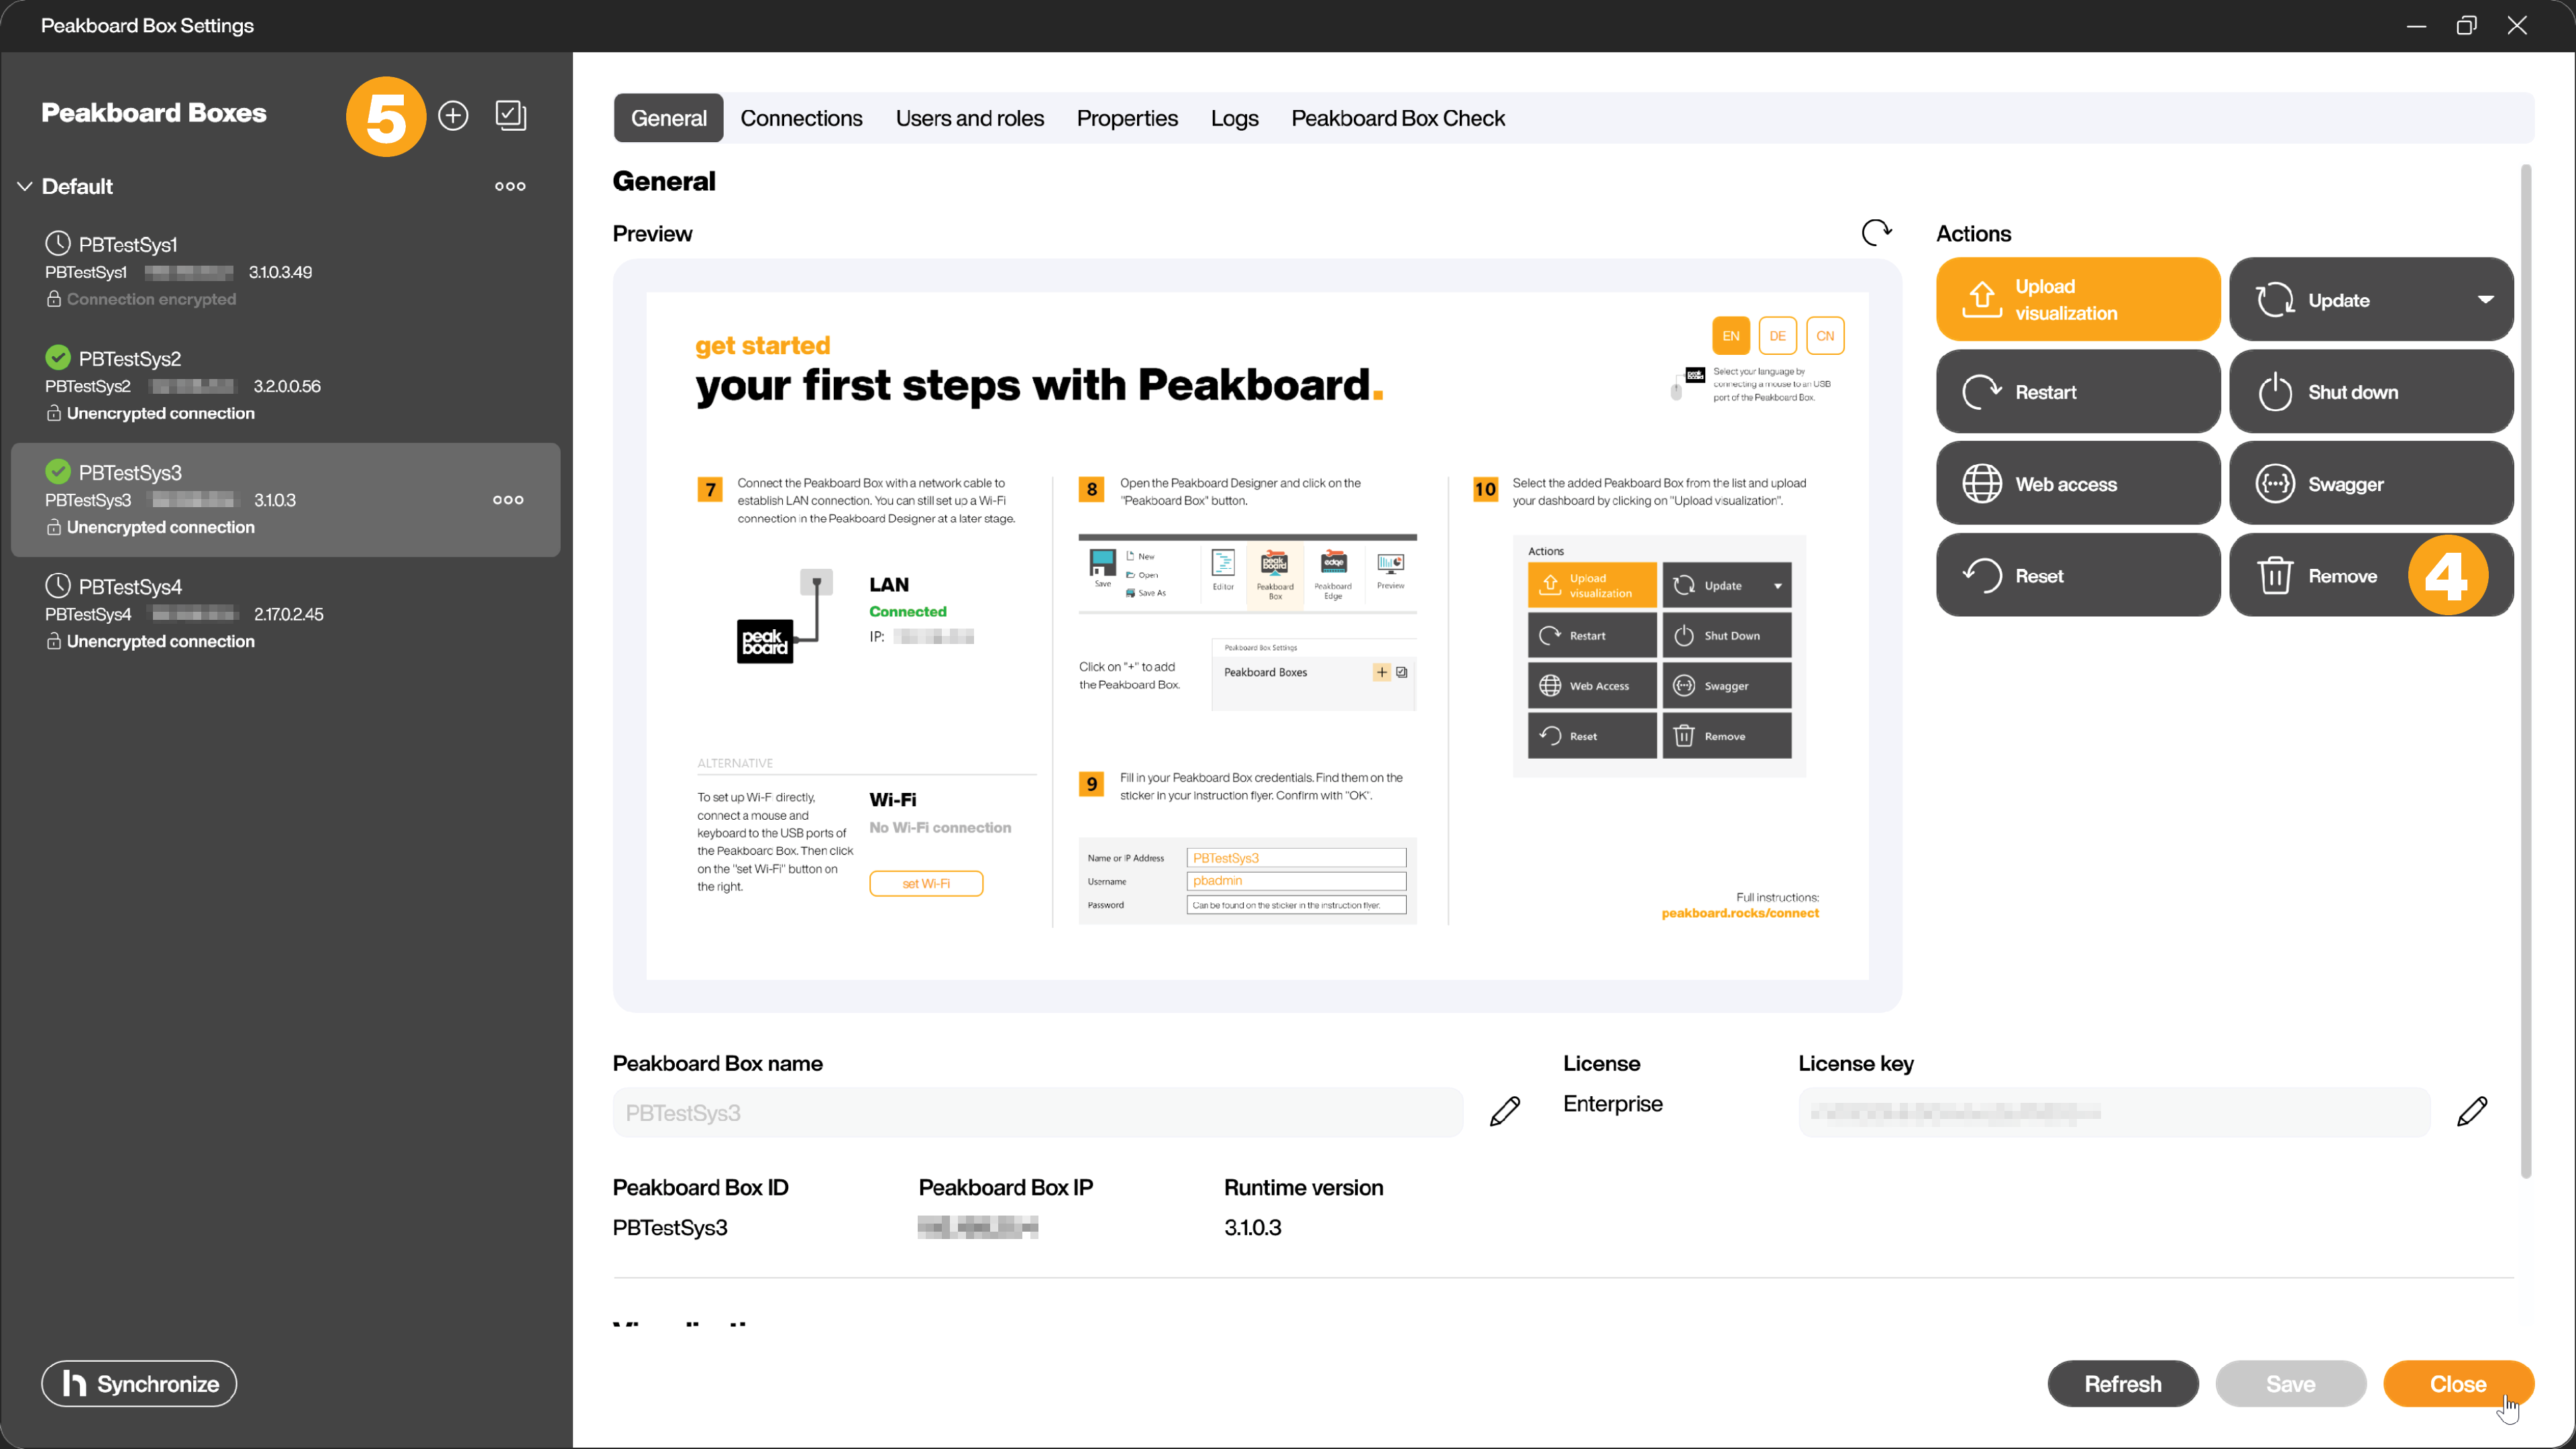 Peakboard Box Settings
Peakboard Boxes
5
Default
PBTestSys1
PBTestSys1 3.1.0.3.49
Connection encrypted
PBTestSys2
PBTestSys2 3.2.0.0.56
Unencrypted connection
PBTestSys3
PBTestSys3 3.1.0.3
Unencrypted connection
PBTestSys4
PBTestSys4 2.17.0.2.45
Unencrypted connection
Synchronize
General Connections Users and roles Properties Logs Peakboard Box Check
General
Preview
get started
your first steps with Peakboard.
EN DE CN
peak
board
Select your language by
connecting a mouse to an USB
port of the Peakboard Box.
7
Connect the Peakboard Box with a network cable to
establish LAN connection. You can still set up a Wi-Fi
connection in the Peakboard Designer at a later stage.
peak
board
LAN
Connected
IP:
ALTERNATIVE
To set up Wi-F directly,
connect a mouse and
keyboard to the USB ports of
the Peakboarc Box. Then click
on the "set Wi-Fi" button on
the right.
Wi-Fi
No Wi-Fi connection
set Wi-Fi
8
Open the Peakboard Designer and click on the
"Peakboard Box" button.
Save
New
Open
Save As
Editor
peak
board
Peakboard
Box
edge
Peakboard
Edge
Preview
Click on "+" to add
the Peakboard Box.
Peakboard Box Settings
Peakboard Boxes
9
Fill in your Peakboard Box credentials. Find them on the
sticker in your instruction flyer. Confirm with "OK".
Name or IP Address PBTestSys3
Username pbadmin
Password Can be found on the sticker in the instruction flyer.
10
Select the added Peakboard Box from the list and upload
your dashboard by clicking on "Upload visualization".
Actions
Upload
visualization
Update
Restart
Shut Down
Web Access
Swagger
Reset
Remove
Full instructions:
peakboard.rocks/connect
Actions
Upload
visualization
Update
Restart
Shut down
Web access
Swagger
Reset
Remove
4
Peakboard Box name
PBTestSys3
License
Enterprise
License key
Peakboard Box ID
PBTestSys3
Peakboard Box IP
Runtime version
3.1.0.3
Refresh Save Close